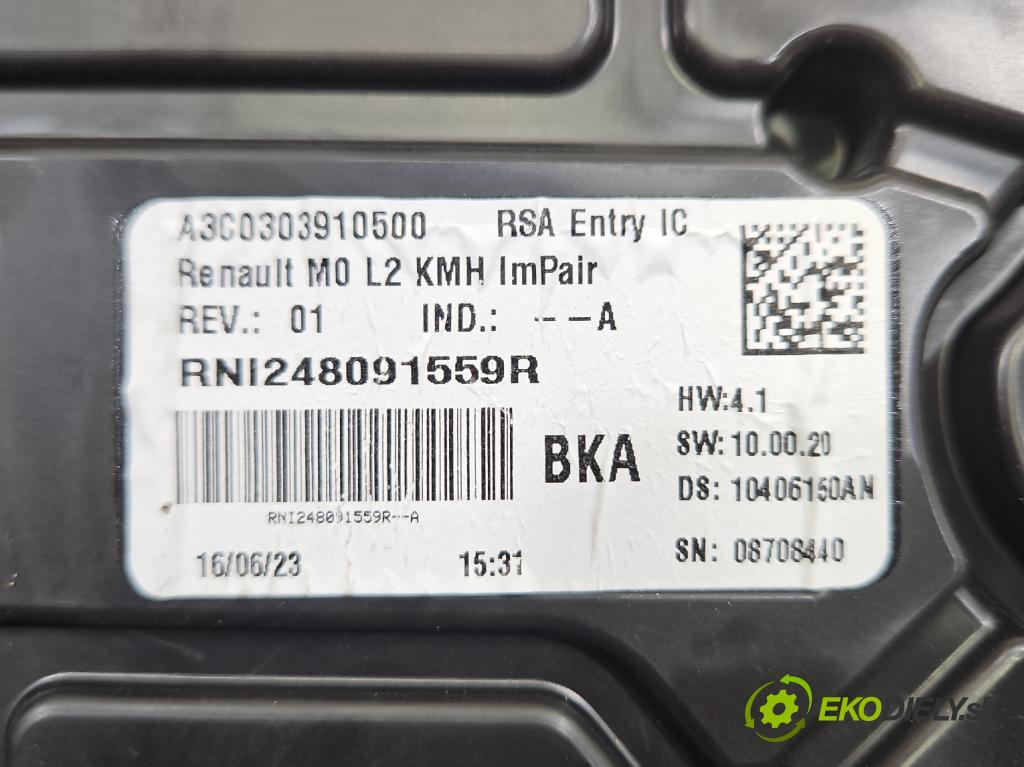 A3C0303910500 RSA Entry IC
Renault M0 L2 KMH ImPair
REV.: 01 IND.: ---A
RNI248091559R
HW:4.1
BKA
SW: 10.00.20
DS: 10406150AN
RNI248091559R---A
16/06/23 15:31
SN: 08708440
EKODIELY.sk